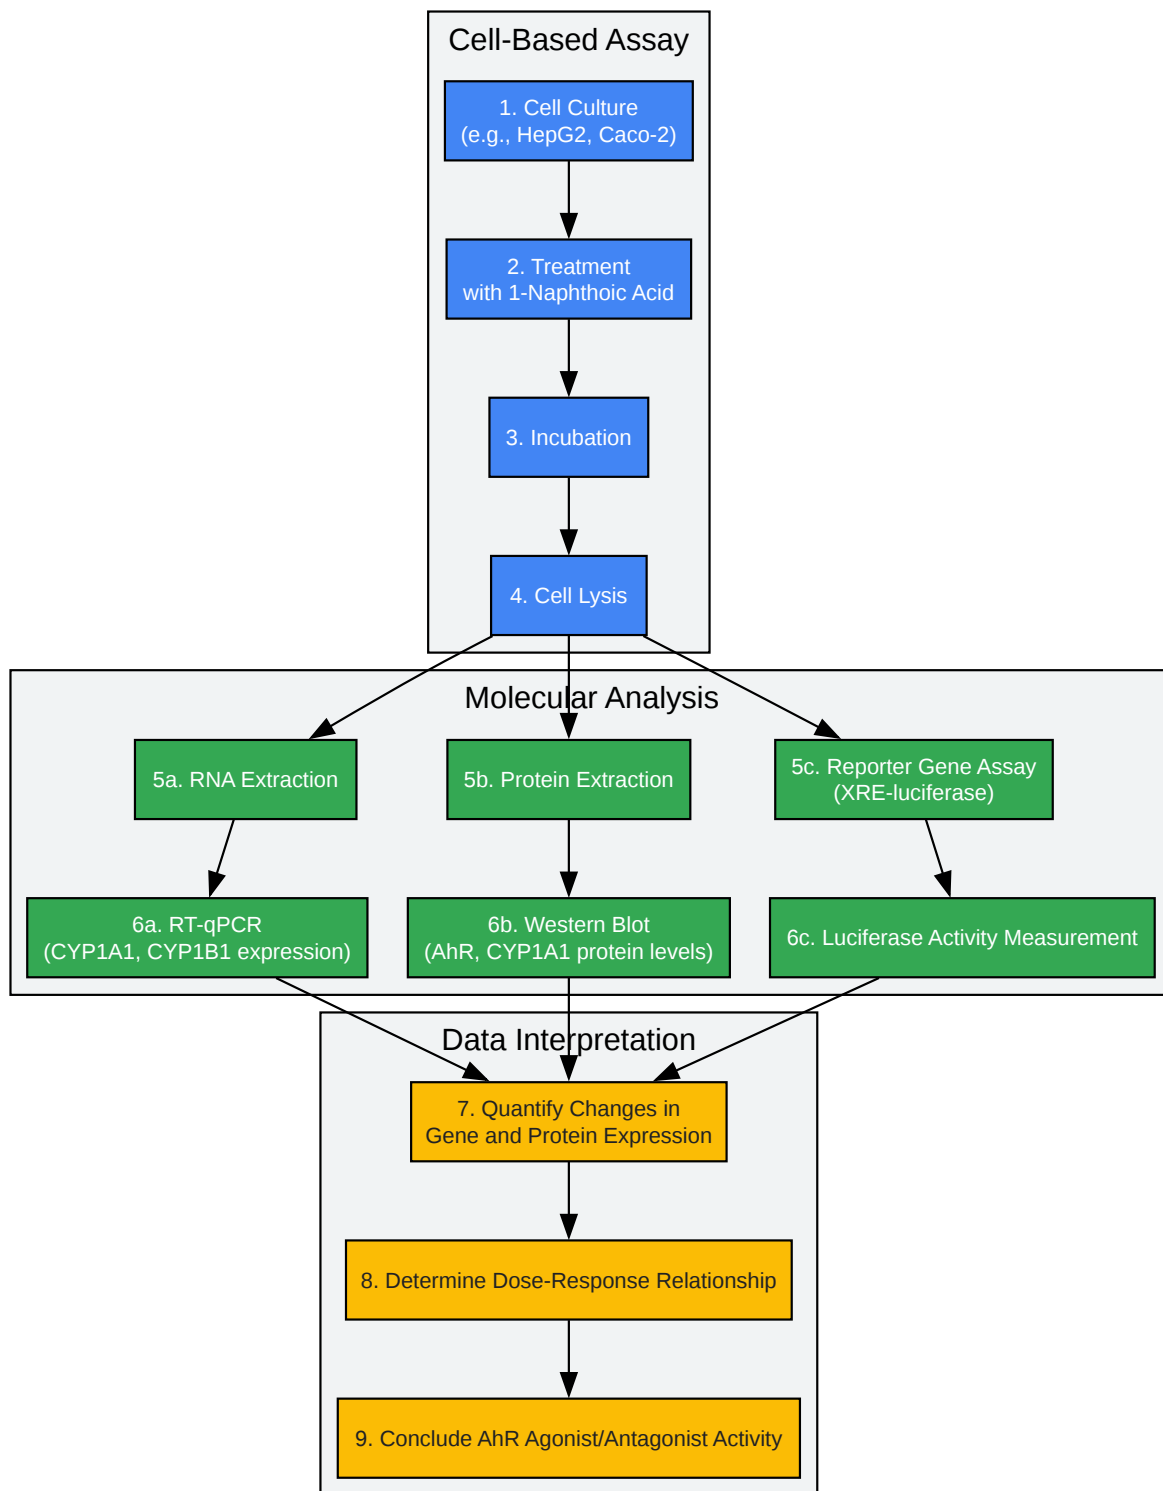 Cell-Based Assay
1. Cell Culture
(e.g., HepG2, Caco-2)
2. Treatment
with 1-Naphthoic Acid
3. Incubation
4. Cell Lysis
Molecular Analysis
5a. RNA Extraction
5b. Protein Extraction
5c. Reporter Gene Assay
(XRE-luciferase)
6a. RT-qPCR
(CYP1A1, CYP1B1 expression)
6b. Western Blot
(AhR, CYP1A1 protein levels)
6c. Luciferase Activity Measurement
Data Interpretation
7. Quantify Changes in
Gene and Protein Expression
8. Determine Dose-Response Relationship
9. Conclude AhR Agonist/Antagonist Activity